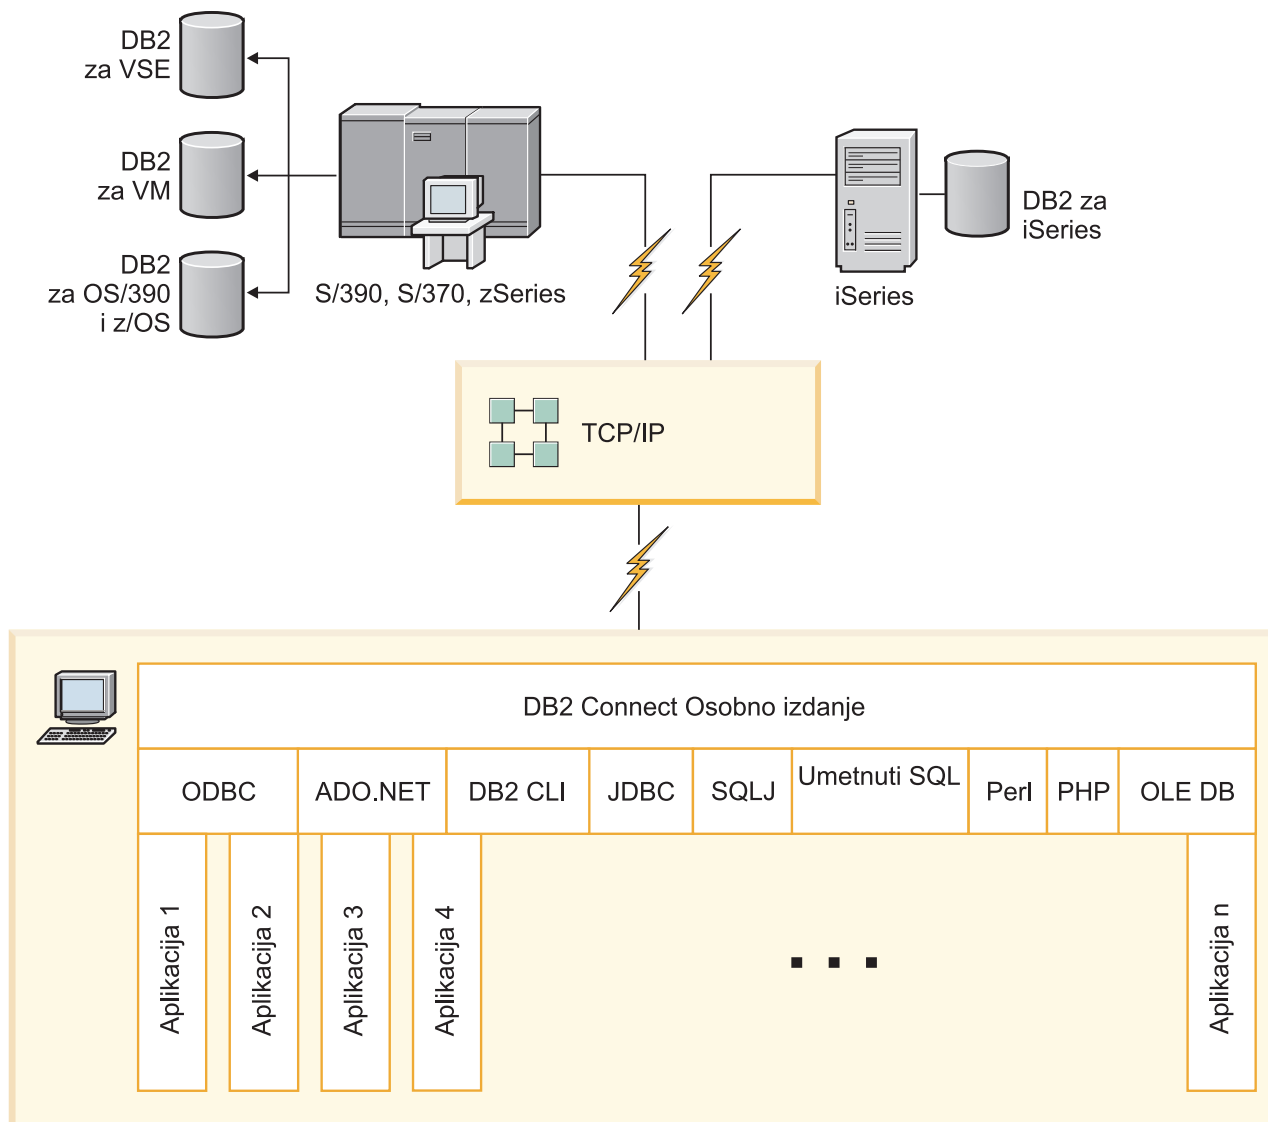 DB2
za VSE
DB2
za VM
DB2
za OS/390
i z/OS
S/390, S/370, zSeries
iSeries
DB2 za
iSeries
TCP/IP
DB2 Connect Osobno izdanje
ODBC
ADO.NET
DB2 CLI
JDBC
SQLJ
Umetnuti SQL
Perl
PHP
OLE DB
Aplikacija 1
Aplikacija 2
Aplikacija 3
Aplikacija 4
. . .
Aplikacija n